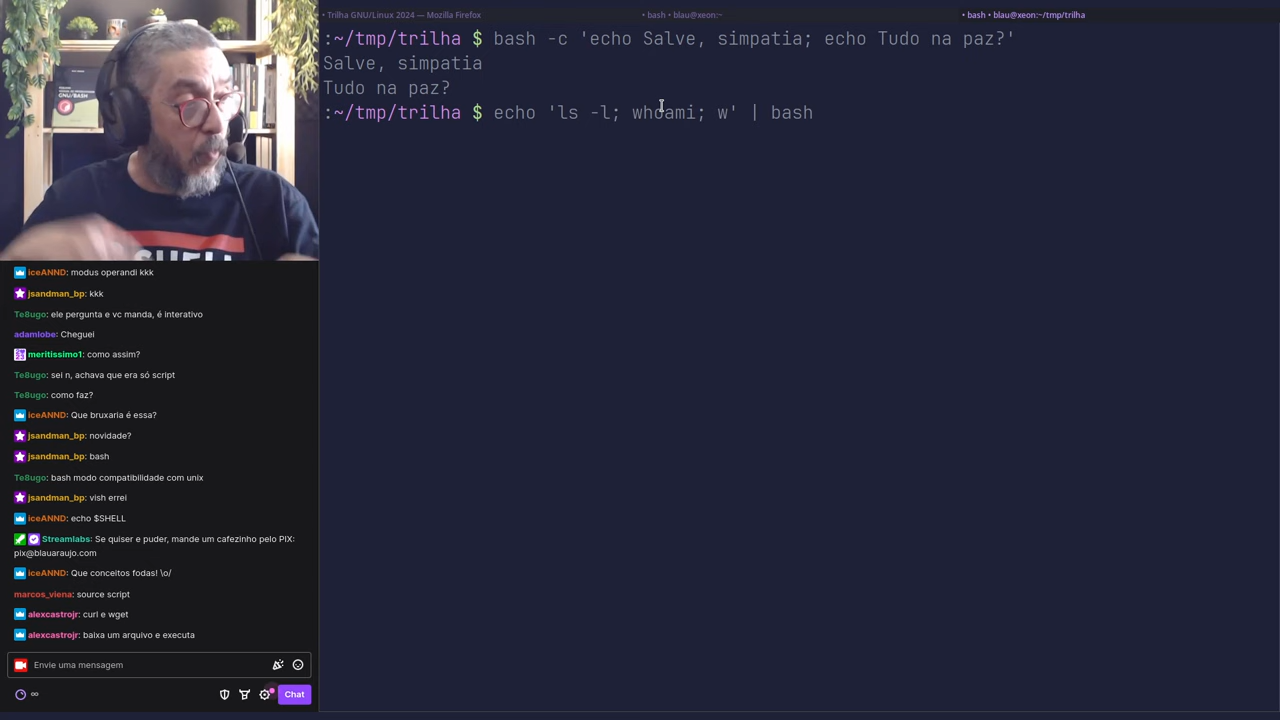 • Trilha GNU/Linux 2024 — Mozilla Firefox
• bash • blau@xeon:~
• bash • blau@xeon:~/tmp/trilha
:~/tmp/trilha $ bash -c 'echo Salve, simpatia; echo Tudo na paz?'
Salve, simpatia
Tudo na paz?
:~/tmp/trilha $ echo 'ls -l; whoami; w' | bash
GNU/BASH
SHELL
iceANND: modus operandi kkk
jsandman_bp: kkk
Te8ugo: ele pergunta e vc manda, é interativo
adamlobe: Cheguei
meritissimo1: como assim?
Te8ugo: sei n, achava que era só script
Te8ugo: como faz?
iceANND: Que bruxaria é essa?
jsandman_bp: novidade?
jsandman_bp: bash
Te8ugo: bash modo compatibilidade com unix
jsandman_bp: vish errei
iceANND: echo $SHELL
Streamlabs: Se quiser e puder, mande um cafezinho pelo PIX:
pix@blauaraujo.com
iceANND: Que conceitos fodas! \o/
marcos_viena: source script
alexcastrojr: curl e wget
alexcastrojr: baixa um arquivo e executa
Envie uma mensagem
∞
Chat